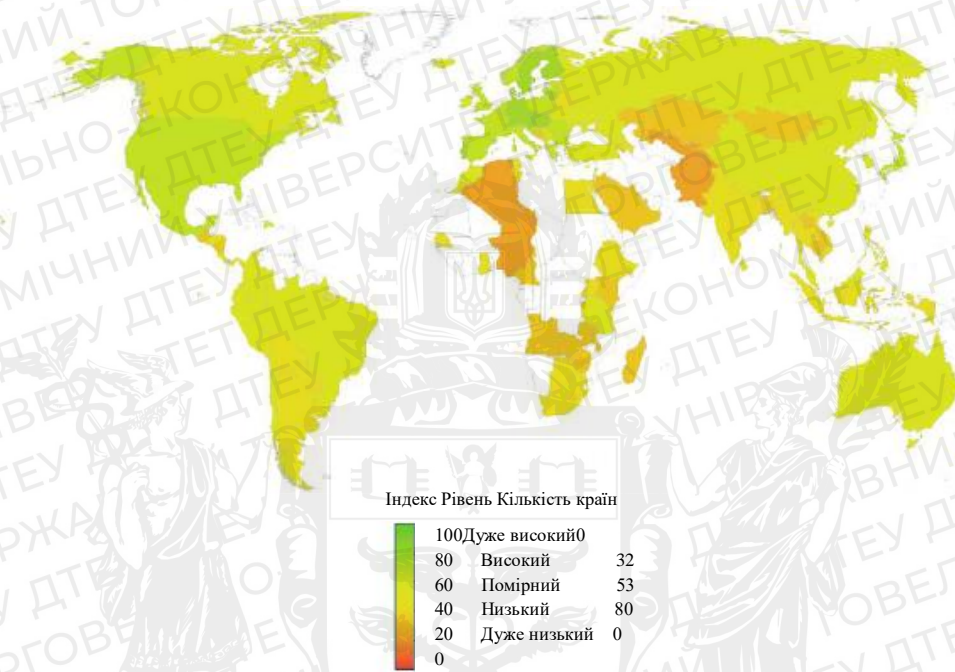 Індекс Рівень Кількість країн
100Дуже високий0
80 Високий 32
60 Помірний 53
40 Низький 80
20 Дуже низький 0
0